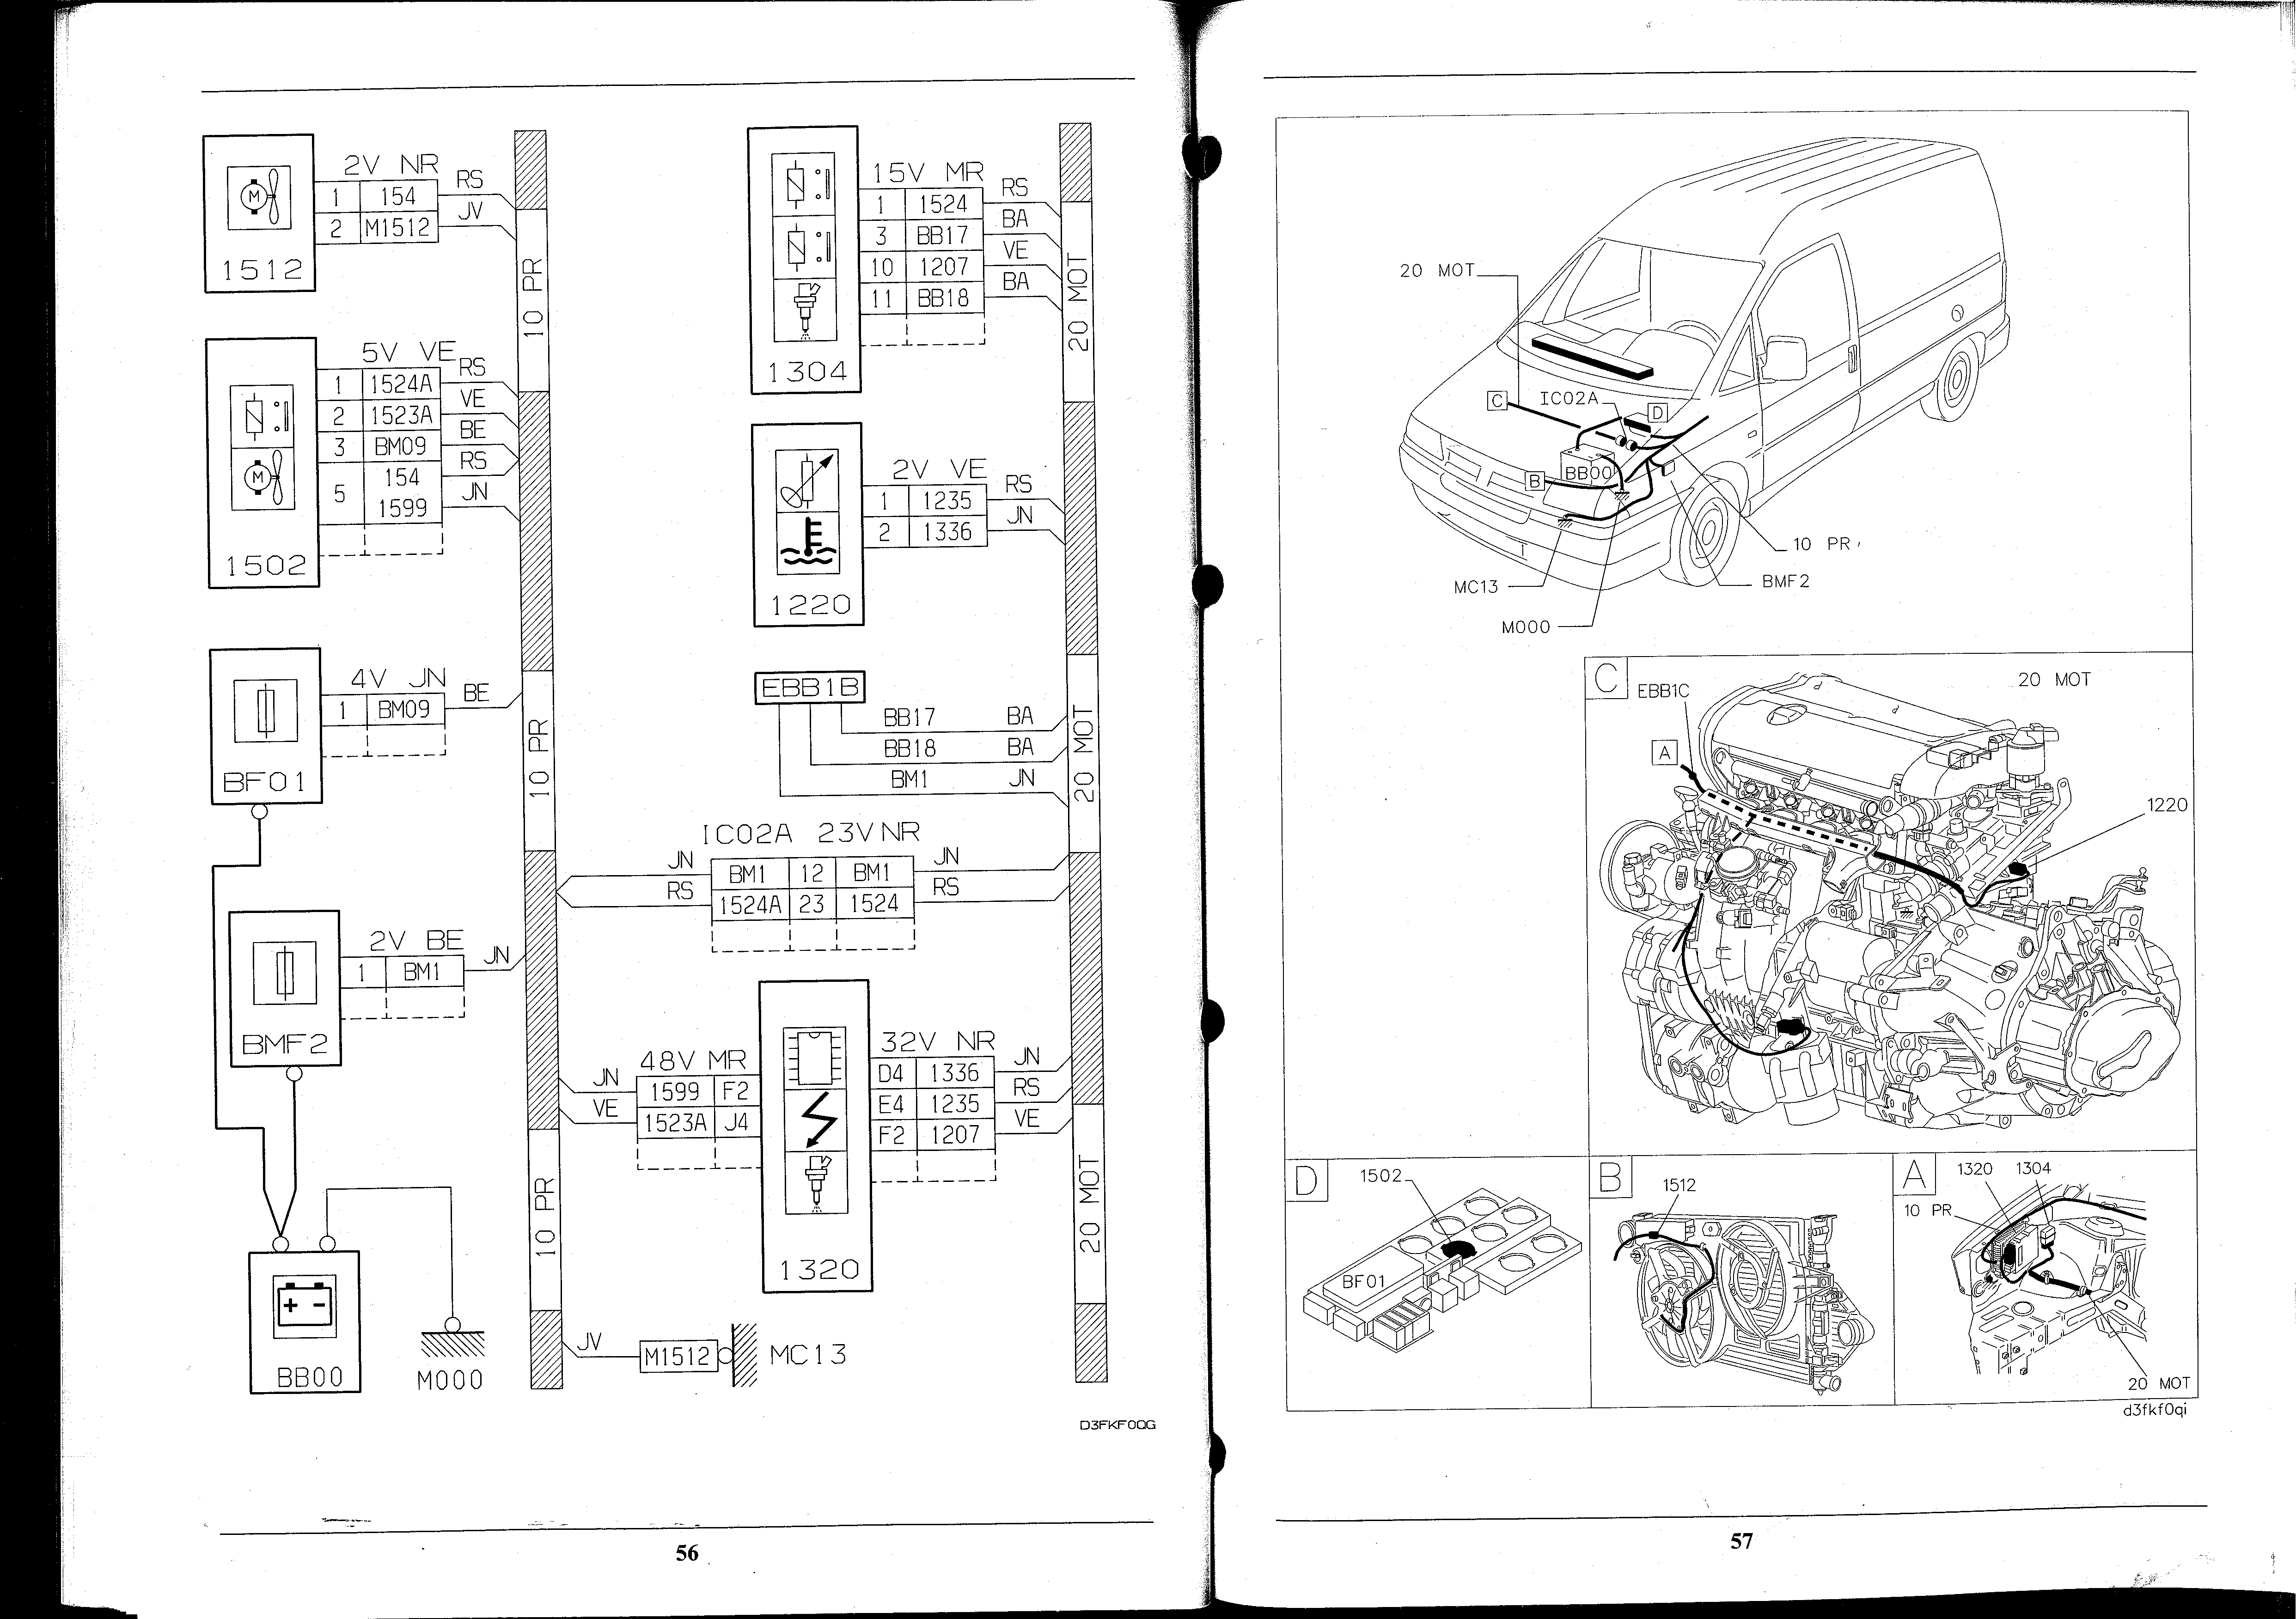 2V NR
1 154 RS
2 M1512 JV
M
1512
10 PR
5V VE
1 1524A RS
2 1523A VE
3 BM09 BE
5 154 RS
1599 JN
M
1502
4V JN
1 BM09 BE
BF01
10 PR
2V BE
1 BM1 JN
BMF2
10 PR
+ -
BB00
M000
15V MR
1 1524 RS
3 BB17 BA
10 1207 VE
11 BB18 BA
1304
20 MOT
2V VE
1 1235 RS
2 1336 JN
1220
EBB1B
BB17 BA
BB18 BA
BM1 JN
20 MOT
IC02A 23V NR
JN BM1 12 BM1 JN
RS 1524A 23 1524 RS
48V MR
JN 1599 F2
VE 1523A J4
32V NR
D4 1336 JN
E4 1235 RS
F2 1207 VE
1320
20 MOT
JV M1512 MC13
D3FKF0QG
56
20 MOT
C
IC02A
D
BB00
B
10 PR
BMF2
MC13
M000
C
EBB1C
20 MOT
A
1220
D
1502
BF01
B
1512
A
1320 1304
10 PR
20 MOT
d3fkf0qi
57